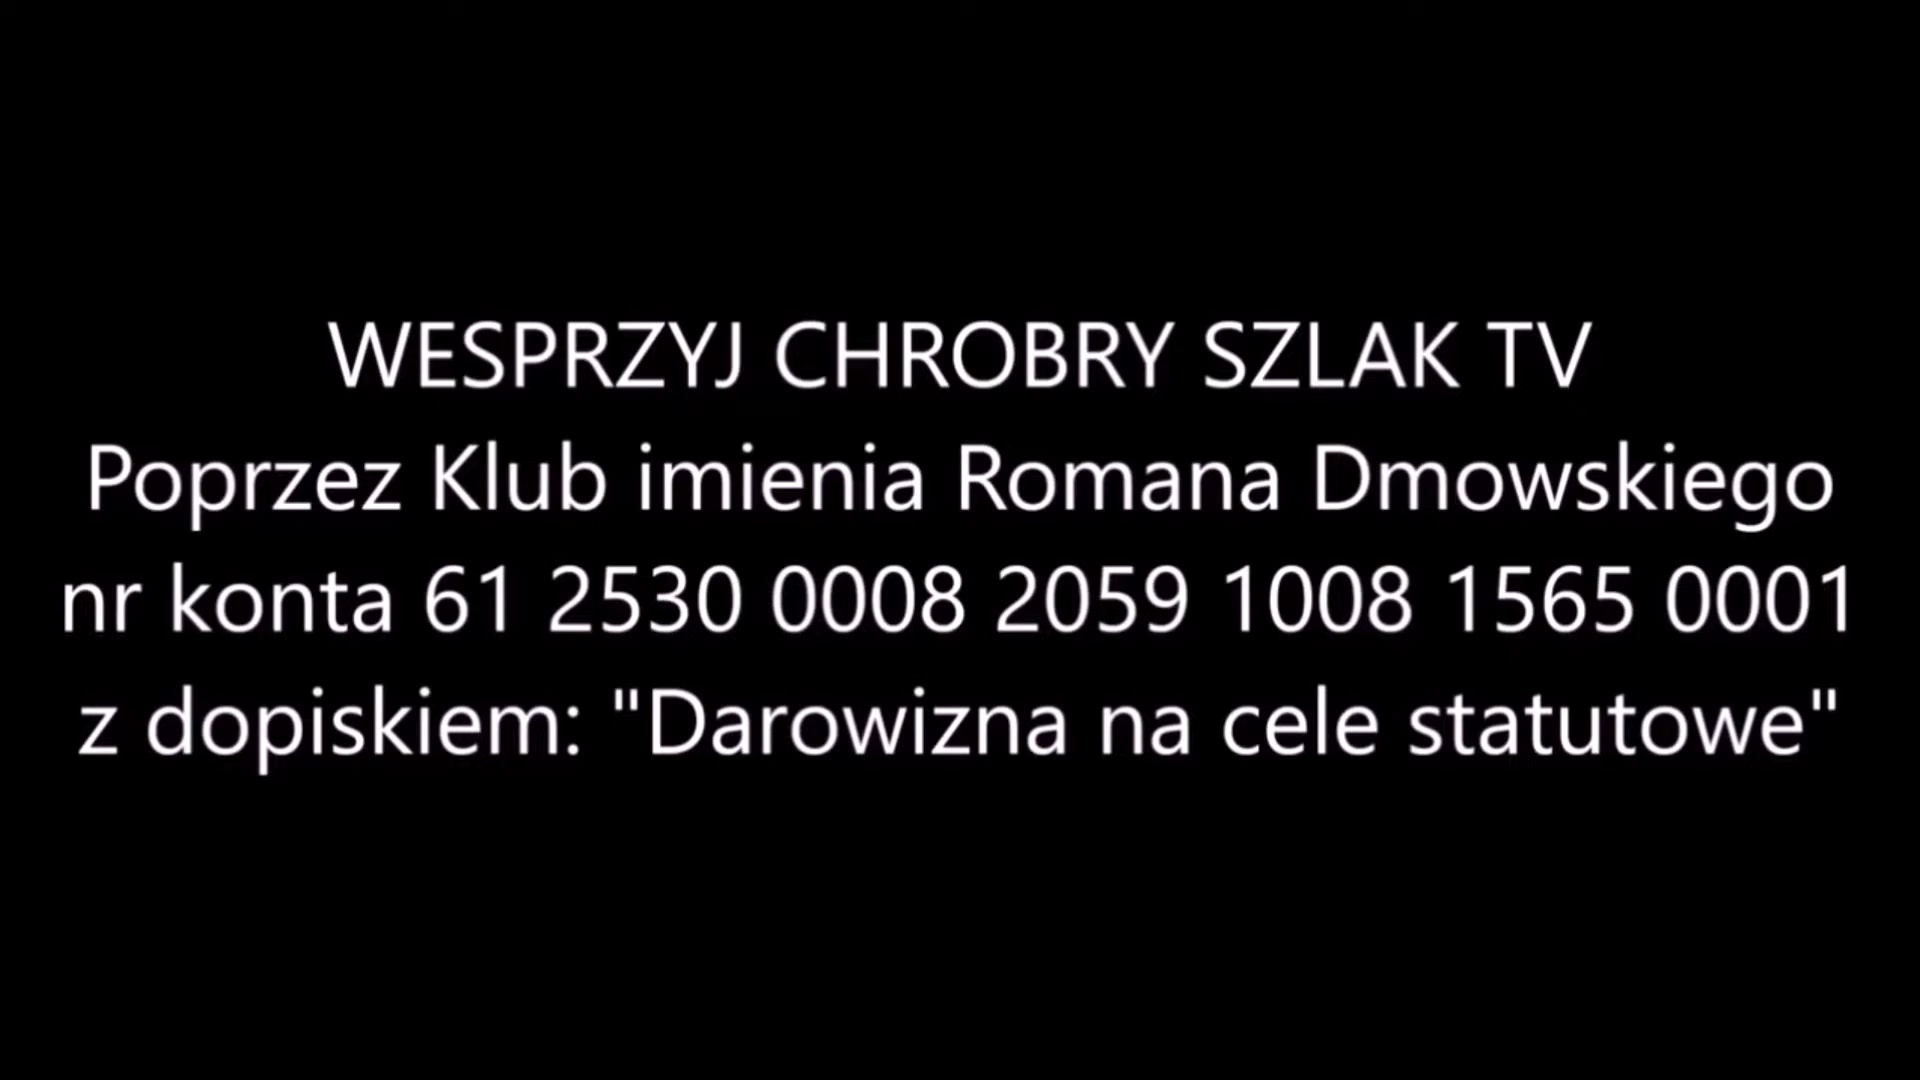 WESPRZYJ CHROBRY SZLAK TV
Poprzez Klub imienia Romana Dmowskiego
nr konta 61 2530 0008 2059 1008 1565 0001
z dopiskiem: "Darowizna na cele statutowe"